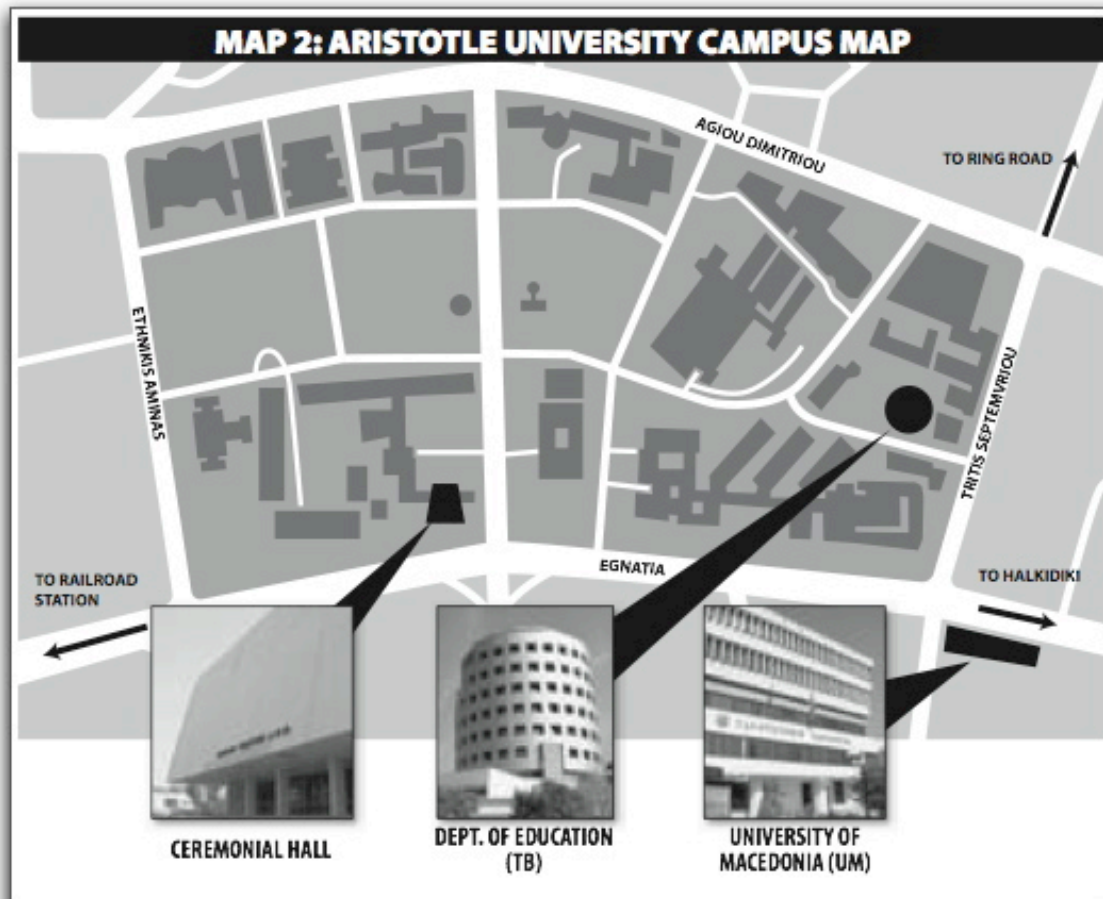 MAP 2: ARISTOTLE UNIVERSITY CAMPUS MAP
AGIOU DIMITRIOU
TO RING ROAD
ETHNIKIS AMINAS
TRITIS SEPTEMVRIOU
EGNATIA
TO RAILROAD
STATION
TO HALKIDIKI
CEREMONIAL HALL
DEPT. OF EDUCATION
(TB)
UNIVERSITY OF
MACEDONIA (UM)